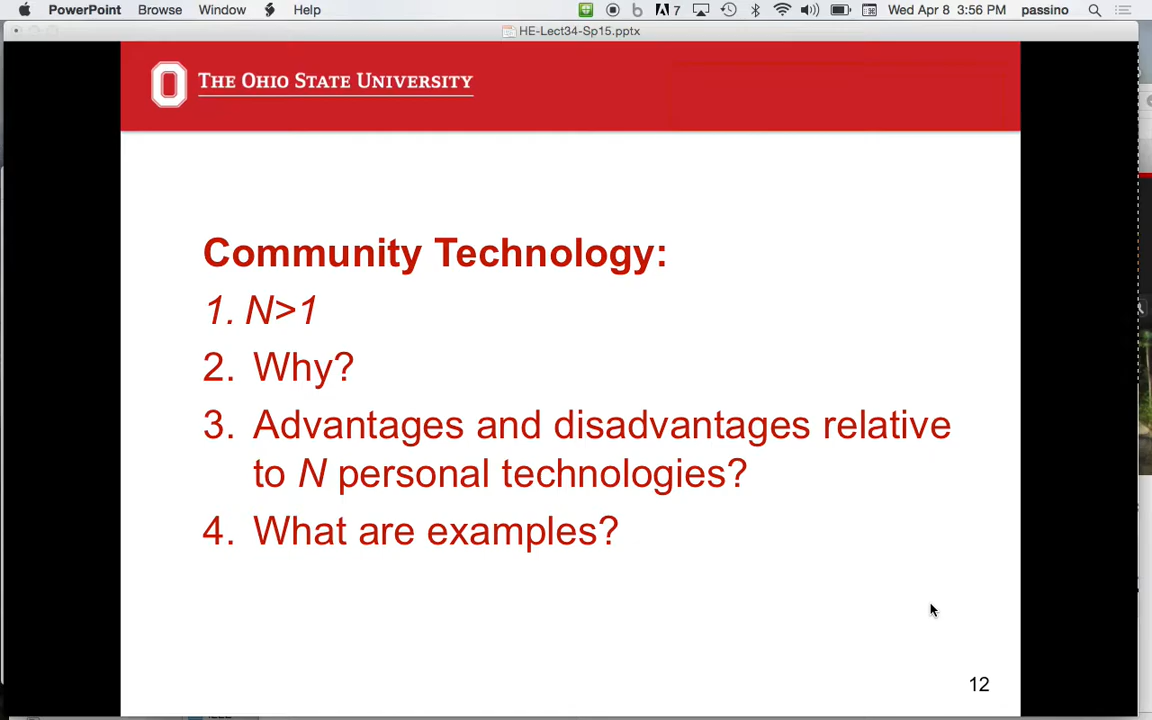 PowerPoint Browse Window Help 7 Wed Apr 8 3:56 PM passino
HE-Lect34-Sp15.pptx
THE OHIO STATE UNIVERSITY
Community Technology:
1. N>1
2. Why?
3. Advantages and disadvantages relative
to N personal technologies?
4. What are examples?
12